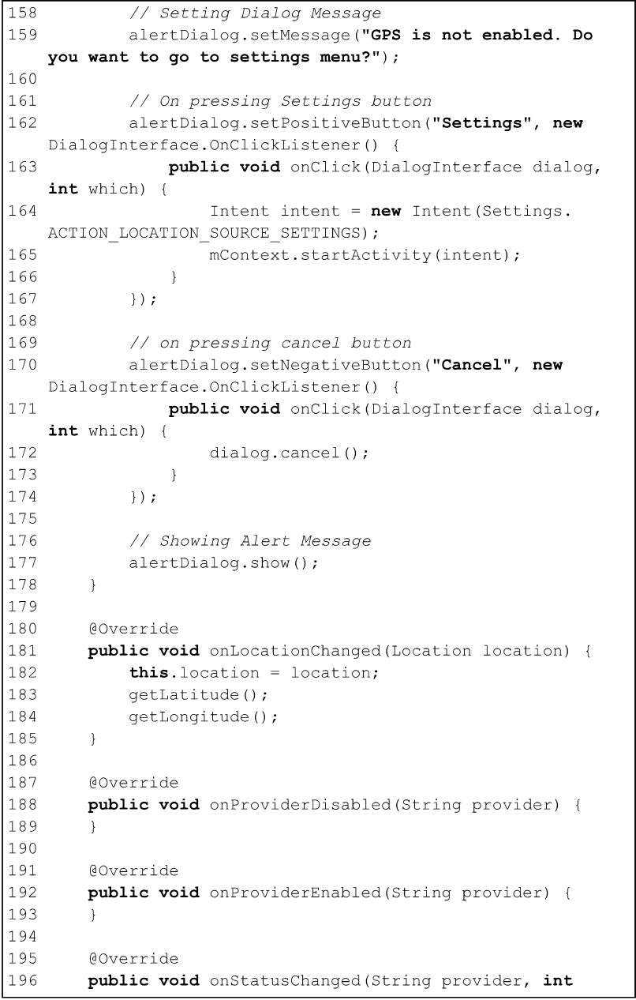 158         // Setting Dialog Message
159         alertDialog.setMessage("GPS is not enabled. Do
you want to go to settings menu?");
160
161         // On pressing Settings button
162         alertDialog.setPositiveButton("Settings", new
DialogInterface.OnClickListener() {
163             public void onClick(DialogInterface dialog,
int which) {
164                 Intent intent = new Intent(Settings.
ACTION_LOCATION_SOURCE_SETTINGS);
165                 mContext.startActivity(intent);
166             }
167         });
168
169         // on pressing cancel button
170         alertDialog.setNegativeButton("Cancel", new
DialogInterface.OnClickListener() {
171             public void onClick(DialogInterface dialog,
int which) {
172                 dialog.cancel();
173             }
174         });
175
176         // Showing Alert Message
177         alertDialog.show();
178     }
179
180     @Override
181     public void onLocationChanged(Location location) {
182         this.location = location;
183         getLatitude();
184         getLongitude();
185     }
186
187     @Override
188     public void onProviderDisabled(String provider) {
189     }
190
191     @Override
192     public void onProviderEnabled(String provider) {
193     }
194
195     @Override
196     public void onStatusChanged(String provider, int